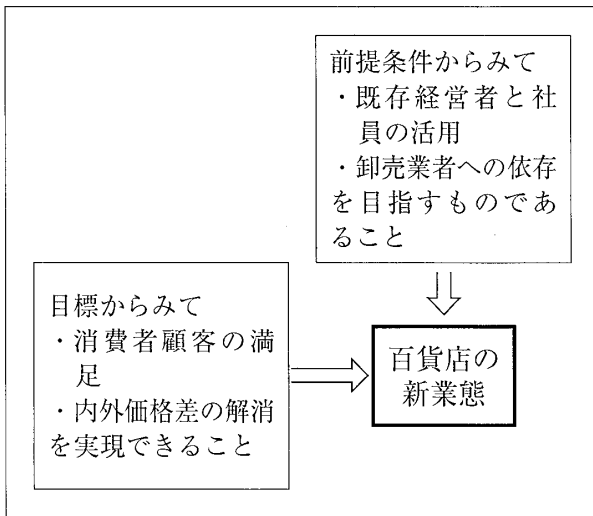 前提条件からみて
・既存経営者と社
員の活用
・卸売業者への依存
を目指すものであ
ること
目標からみて
・消費者顧客の満
足
・内外価格差の解消
を実現できること
百貨店の
新業態